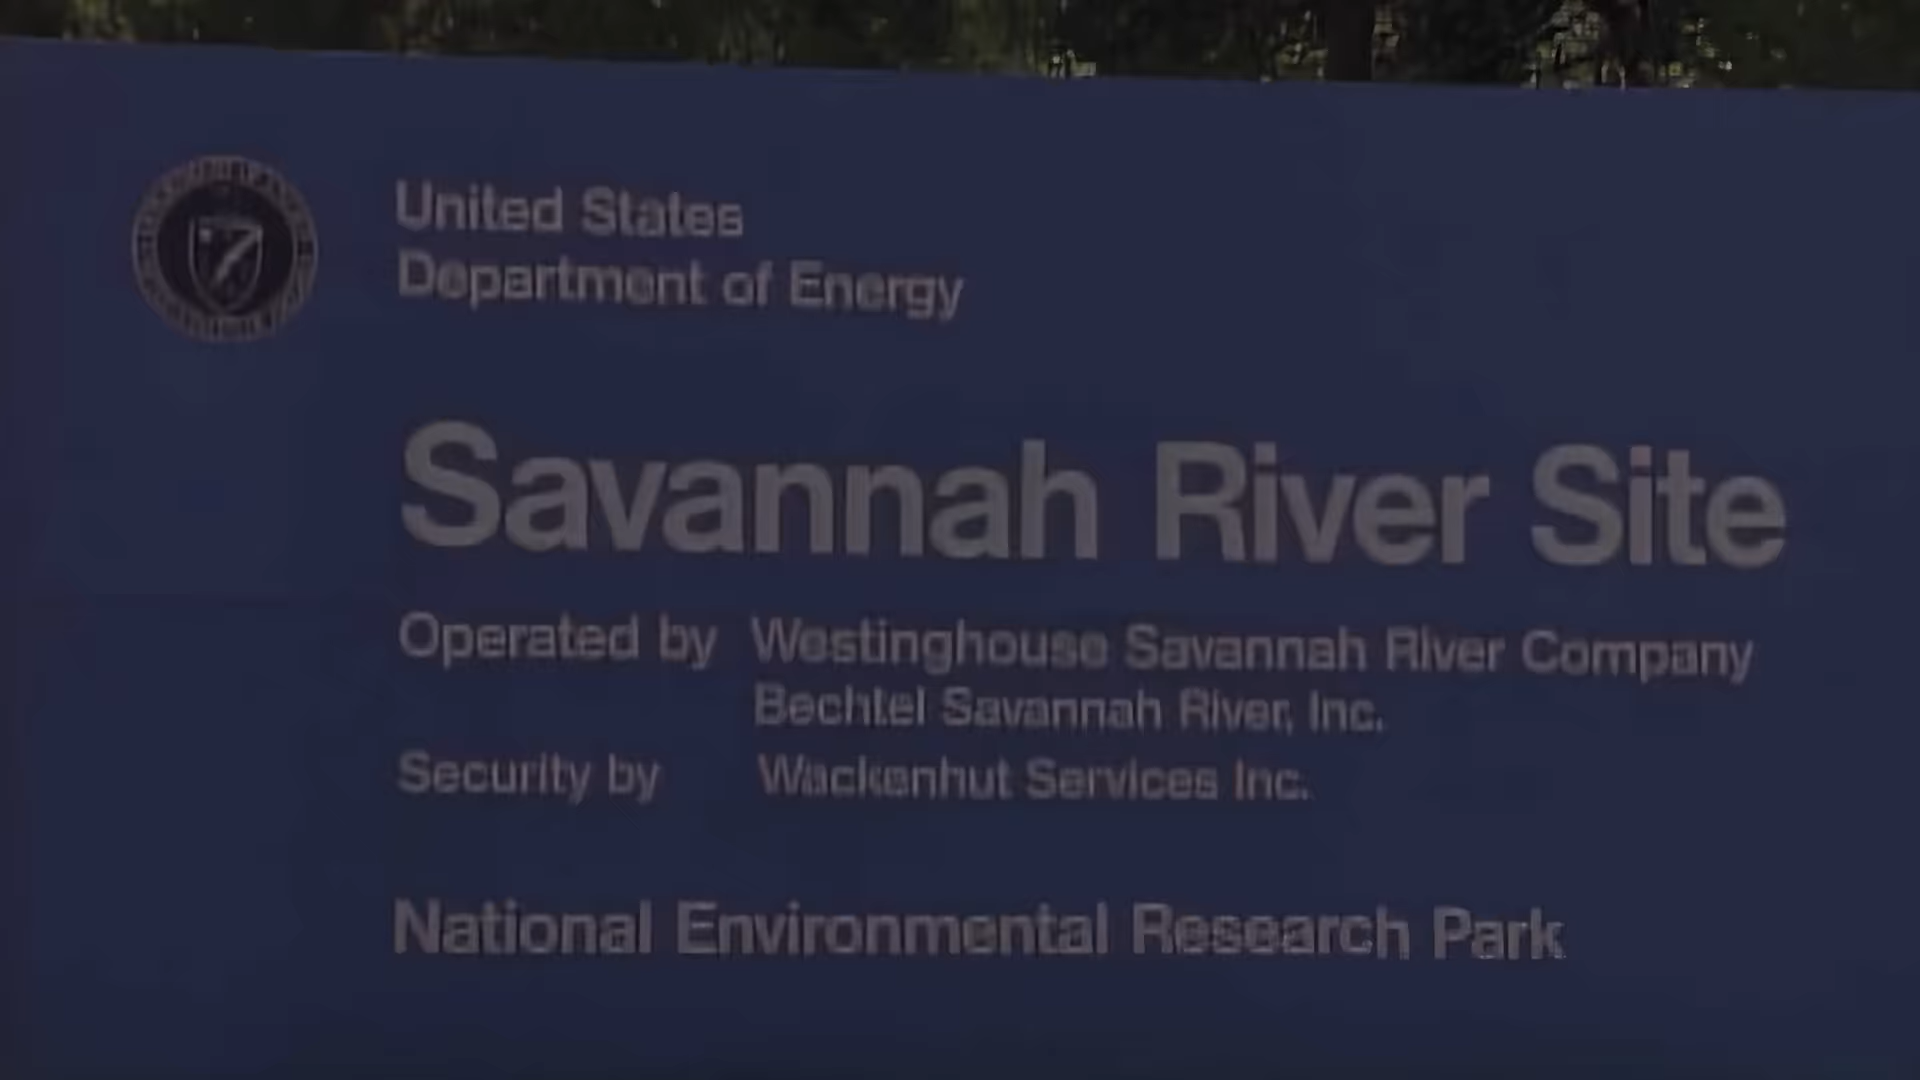 United States
Department of Energy
Savannah River Site
Operated by Westinghouse Savannah River Company
Bechtel Savannah River, Inc.
Security by Wackenhut Services Inc.
National Environmental Research Park